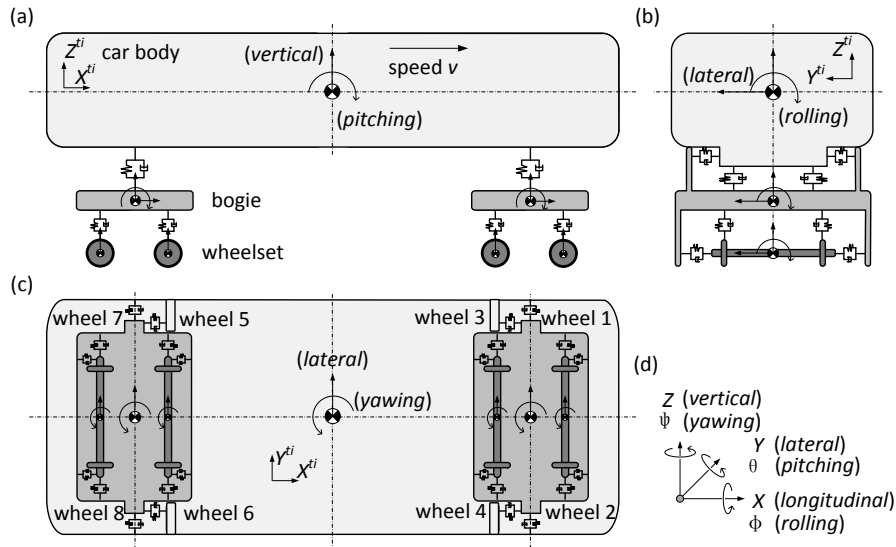 (a)
Z^ti
car body
X^ti
(vertical)
speed v
(pitching)
bogie
wheelset
(b)
Z^ti
Y^ti
(lateral)
(rolling)
(c)
wheel 7
wheel 5
wheel 3
wheel 1
(lateral)
(yawing)
Y^ti
X^ti
wheel 8
wheel 6
wheel 4
wheel 2
(d)
Z (vertical)
ψ (yawing)
Y (lateral)
θ (pitching)
X (longitudinal)
Φ (rolling)